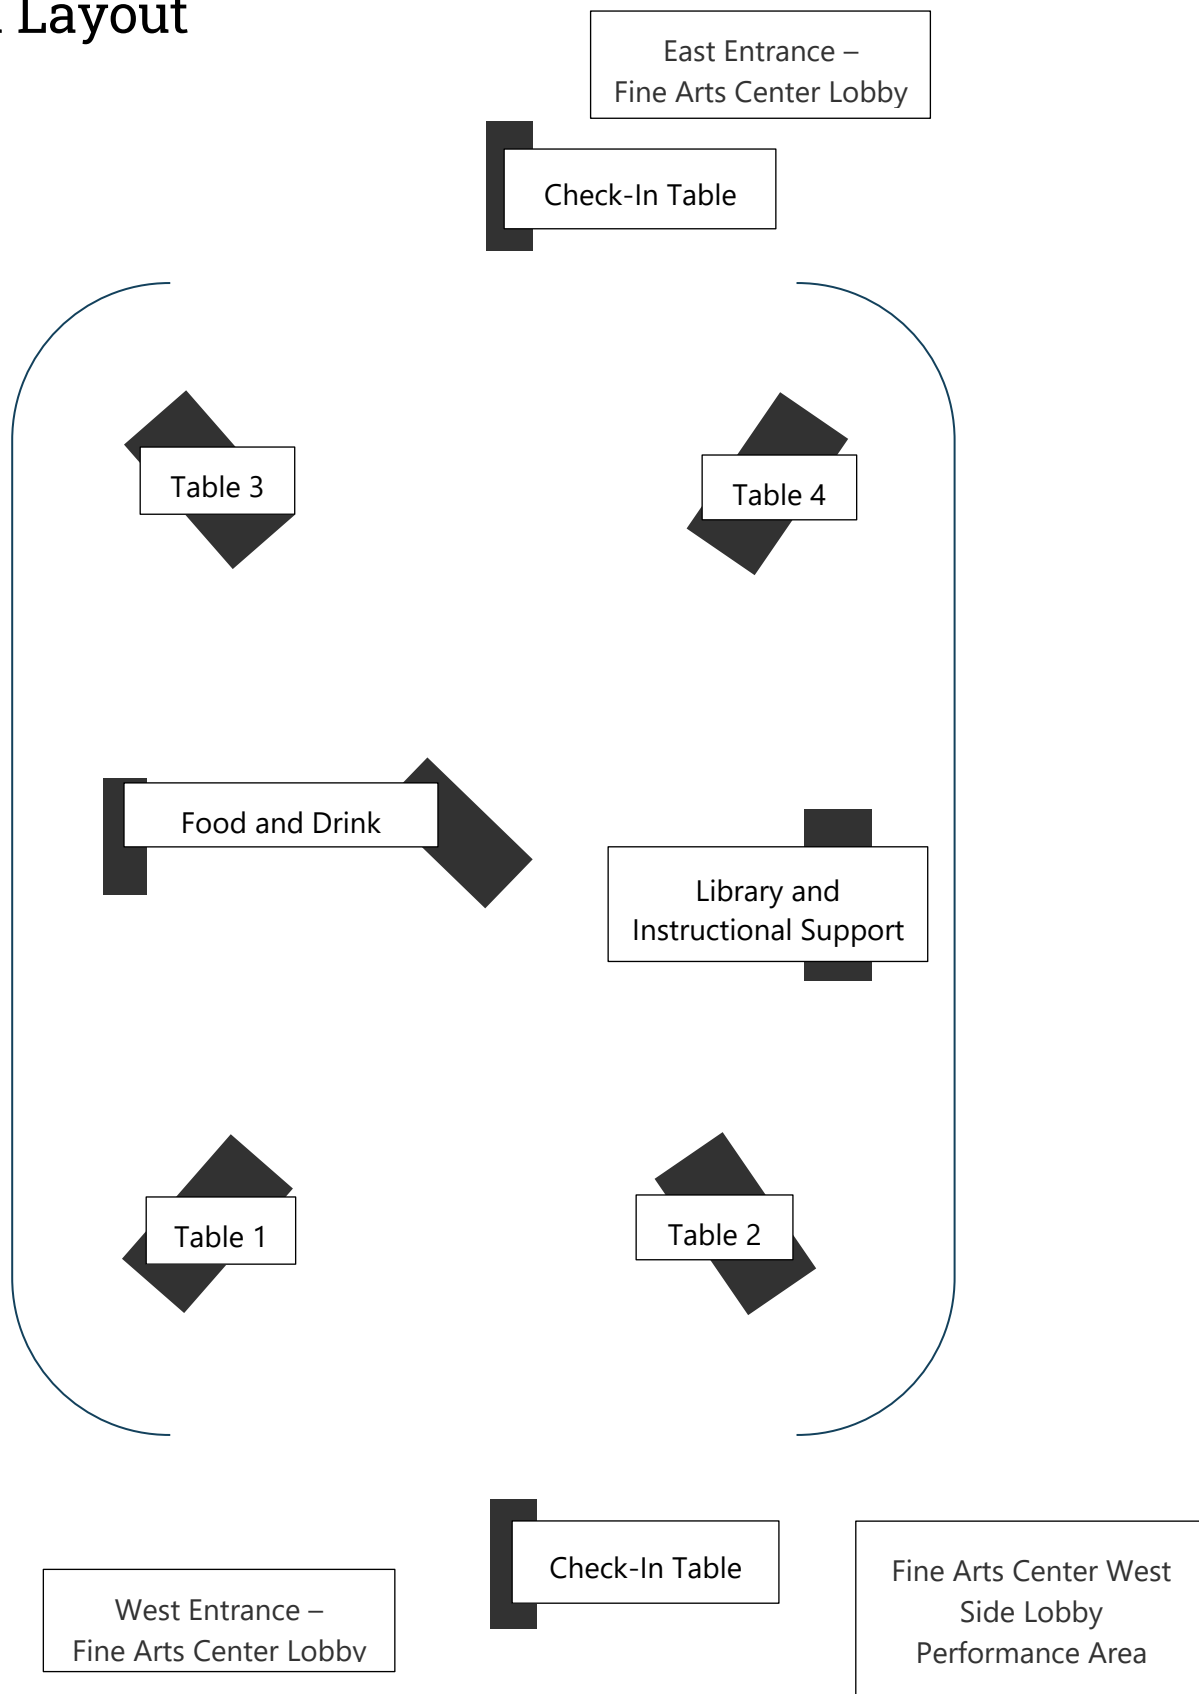 Layout
East Entrance –
Fine Arts Center Lobby
Check-In Table
Table 3
Table 4
Food and Drink
Library and
Instructional Support
Table 1
Table 2
Check-In Table
Fine Arts Center West
Side Lobby
Performance Area
West Entrance –
Fine Arts Center Lobby